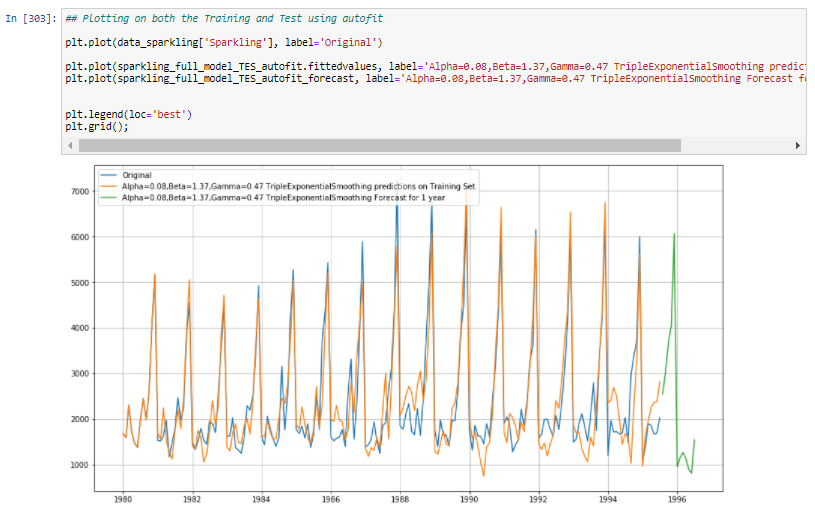 In [303]: ## Plotting on both the Training and Test using autofit
plt.plot(data_sparkling['Sparkling'], label='Original')
plt.plot(sparkling_full_model_TES_autofit.fittedvalues, label='Alpha=0.08,Beta=1.37,Gamma=0.47 TripleExponentialSmoothing predict
plt.plot(sparkling_full_model_TES_autofit_forecast, label='Alpha=0.08,Beta=1.37,Gamma=0.47 TripleExponentialSmoothing Forecast fo
plt.legend(loc='best')
plt.grid();
Original
Alpha=0.08,Beta=1.37,Gamma=0.47 TripleExponentialSmoothing predictions on Training Set
Alpha=0.08,Beta=1.37,Gamma=0.47 TripleExponentialSmoothing Forecast for 1 year
7000
6000
5000
4000
3000
2000
1000
1980 1982 1984 1986 1988 1990 1992 1994 1996